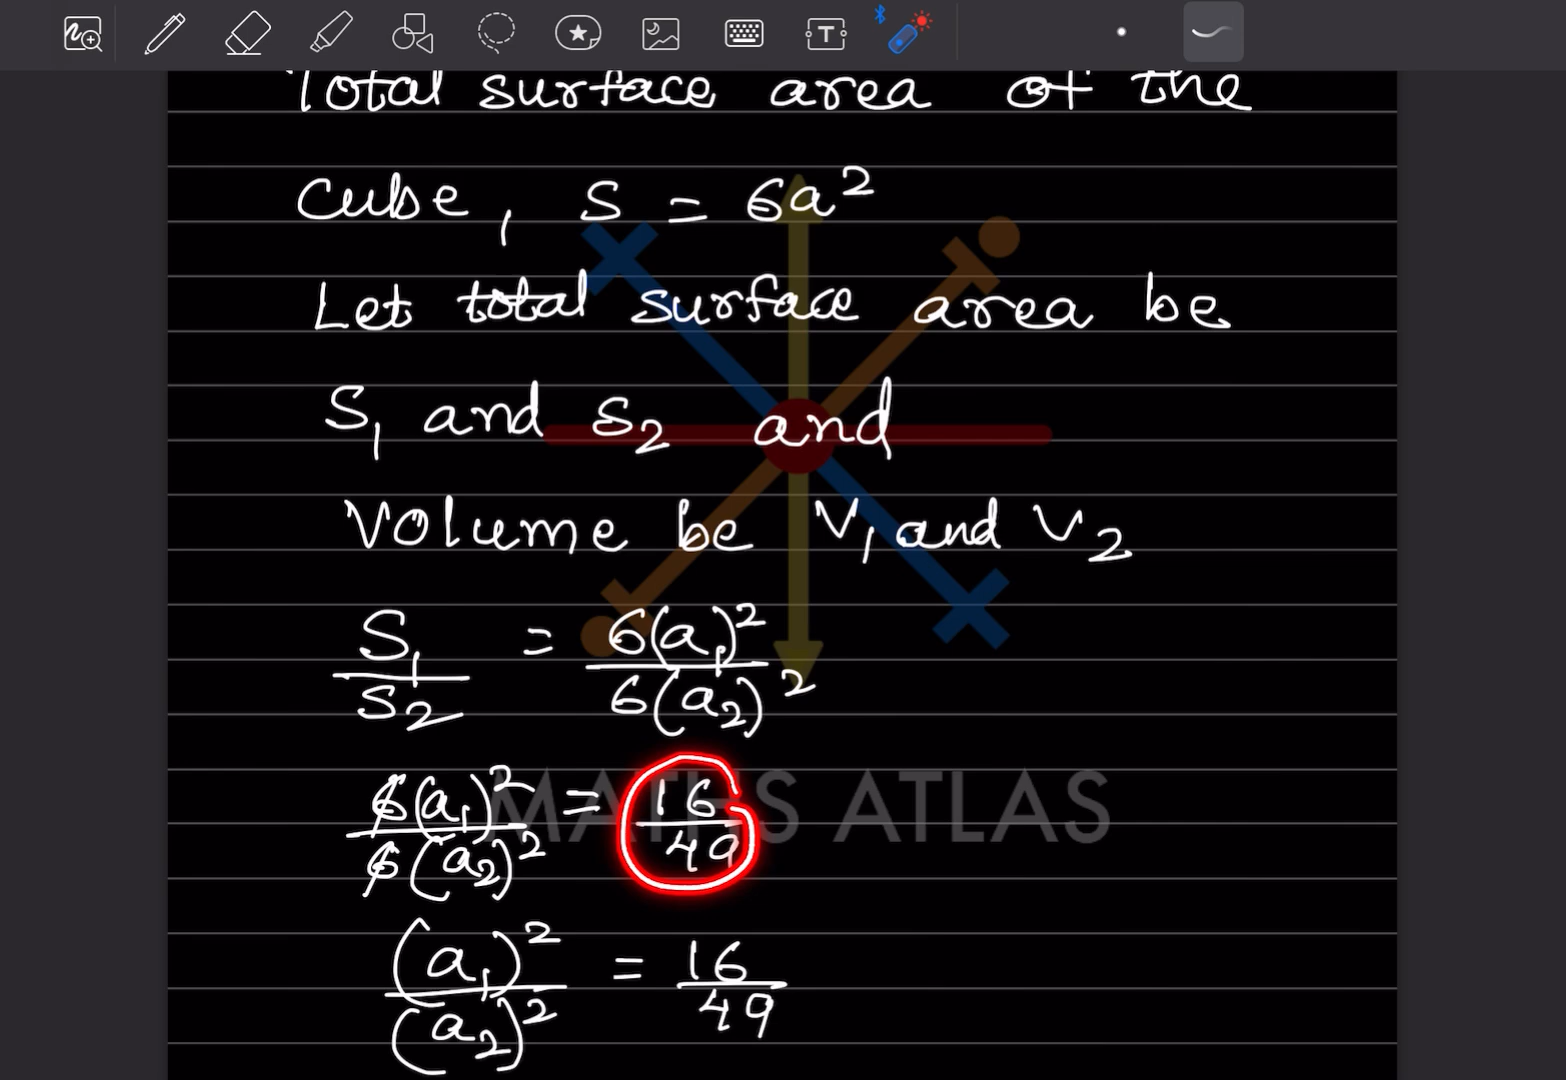 Total surface area of the
Cube, S = 6a²
Let total surface area be
S₁ and S₂ and
Volume be V₁ and V₂
S₁/S₂ = 6(a₁)²/6(a₂)²
6(a₁)²/6(a₂)² = 16/49
(a₁)²/(a₂)² = 16/49
MATHS ATLAS